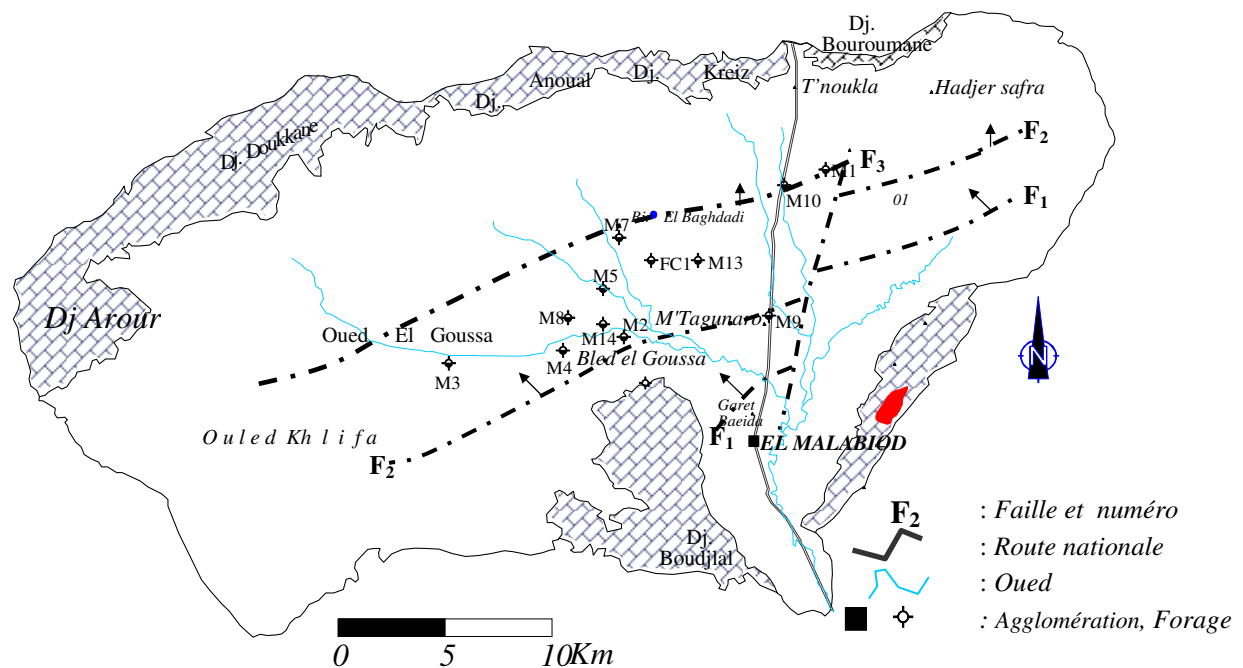 Dj.
Bouroumane
Anoual
Dj.
Kreiz
Dj.
Dj.
T'noukla
Hadjer safra
Dj. Doukkane
F2
F3
M1
M10
01
F1
Bir El Baghdadi
M7
FC1
M13
M5
Dj Arour
Oued El Goussa
M8
M14
M2
M'Tagunaro
M9
M3
M4
Bled el Goussa
N
Garet
Baeida
Ouled Khlifa
F1
EL MALABIOD
F2
Dj.
Boudjlal
F2 : Faille et numéro
: Route nationale
: Oued
: Agglomération, Forage
0 5 10Km